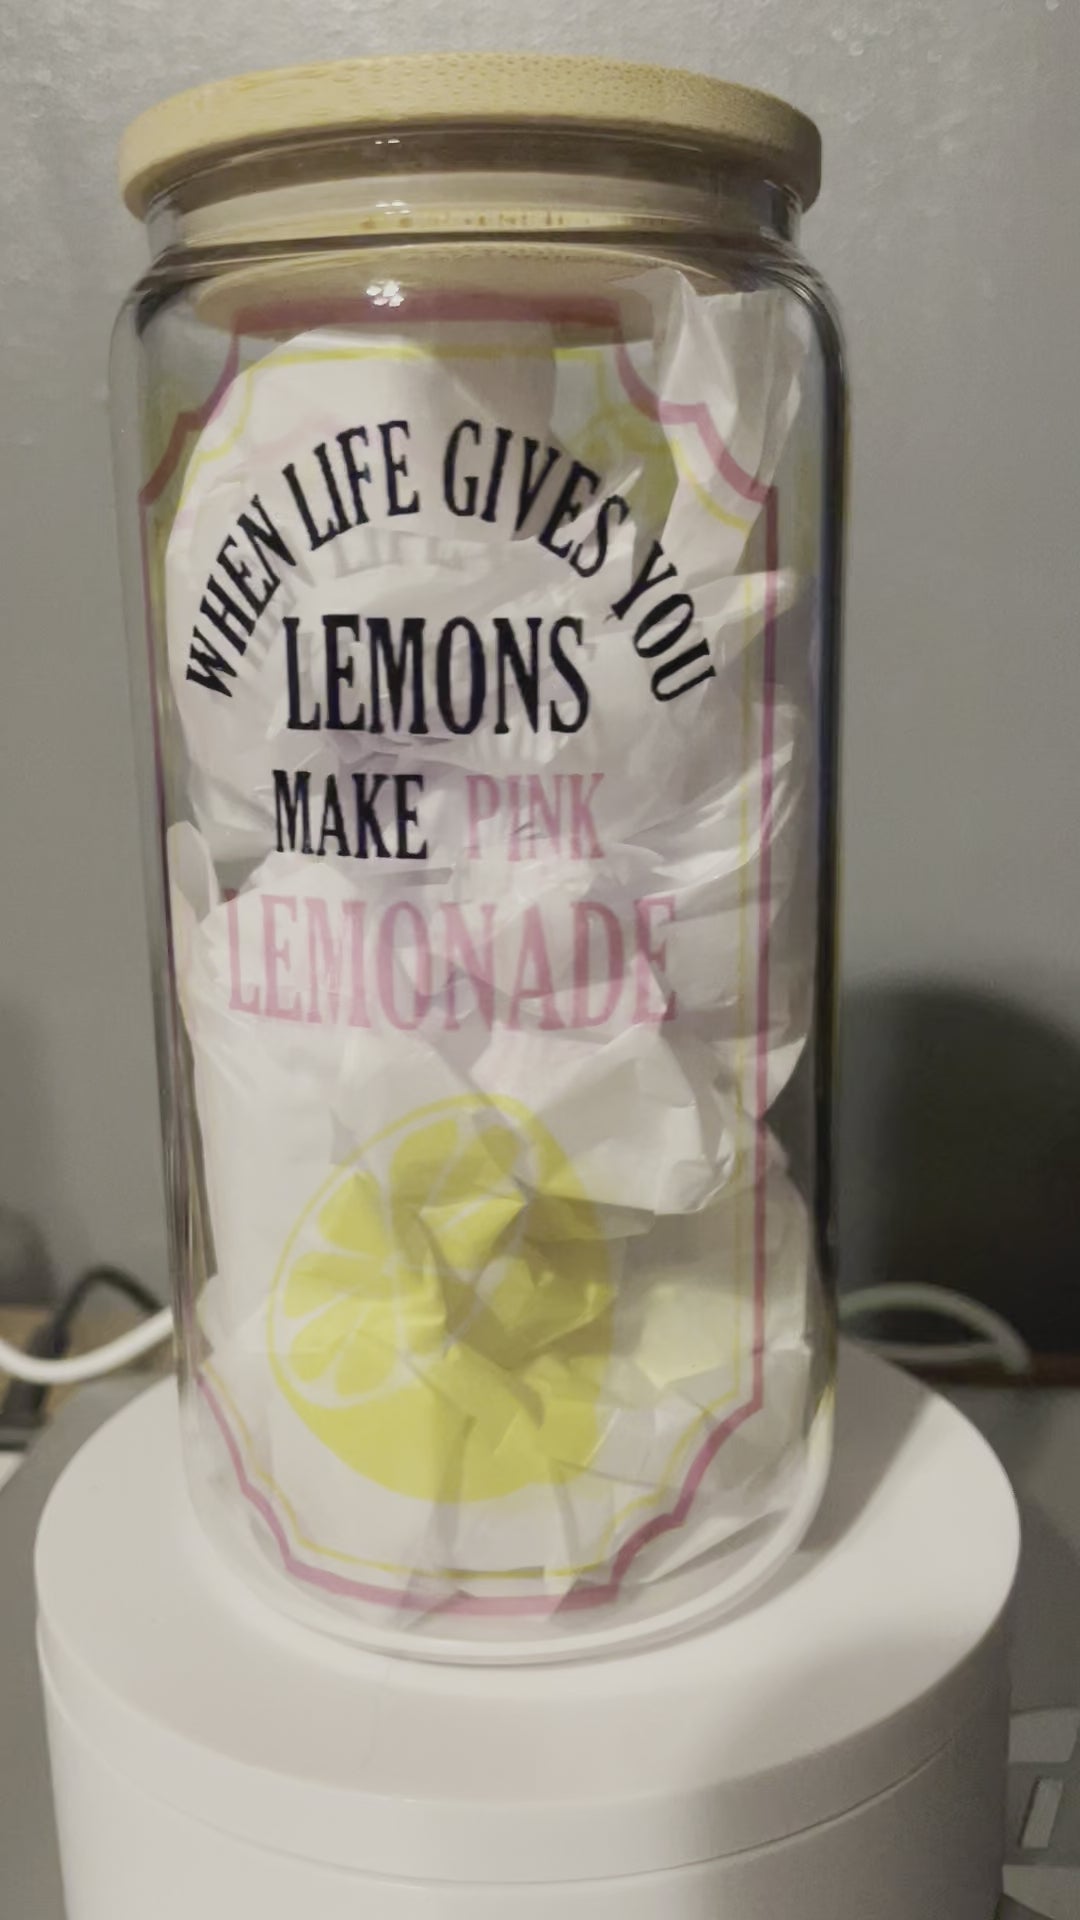 WHEN LIFE GIVES YOU
LEMONS
MAKE PINK
LEMONADE